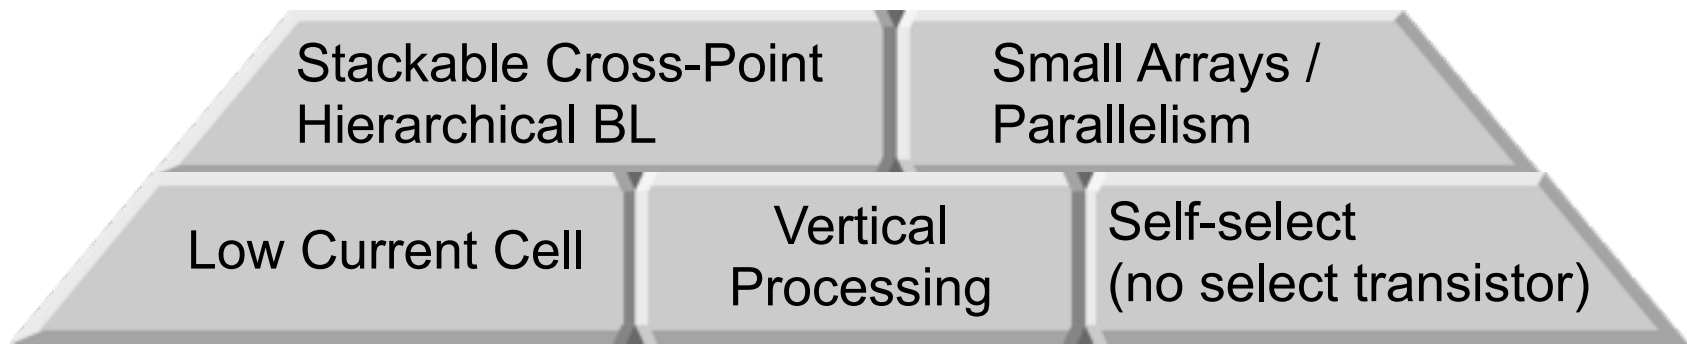 Stackable Cross-Point
Hierarchical BL
Small Arrays /
Parallelism
Low Current Cell
Vertical
Processing
Self-select
(no select transistor)